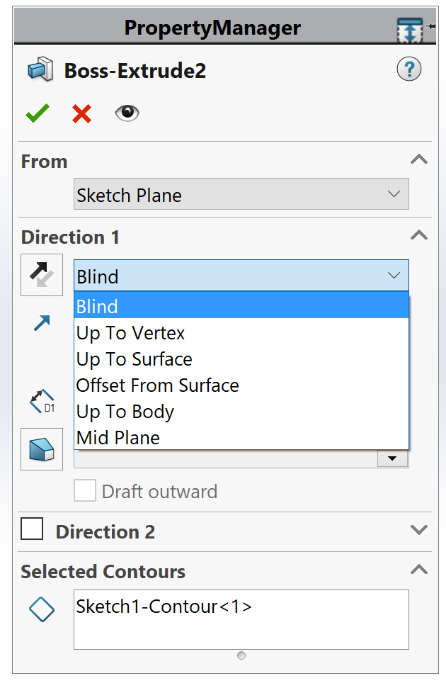 PropertyManager
Boss-Extrude2
?
From
Sketch Plane
Direction 1
Blind
Blind
Up To Vertex
Up To Surface
Offset From Surface
Up To Body
D1
Mid Plane
Draft outward
Direction 2
Selected Contours
Sketch1-Contour<1>